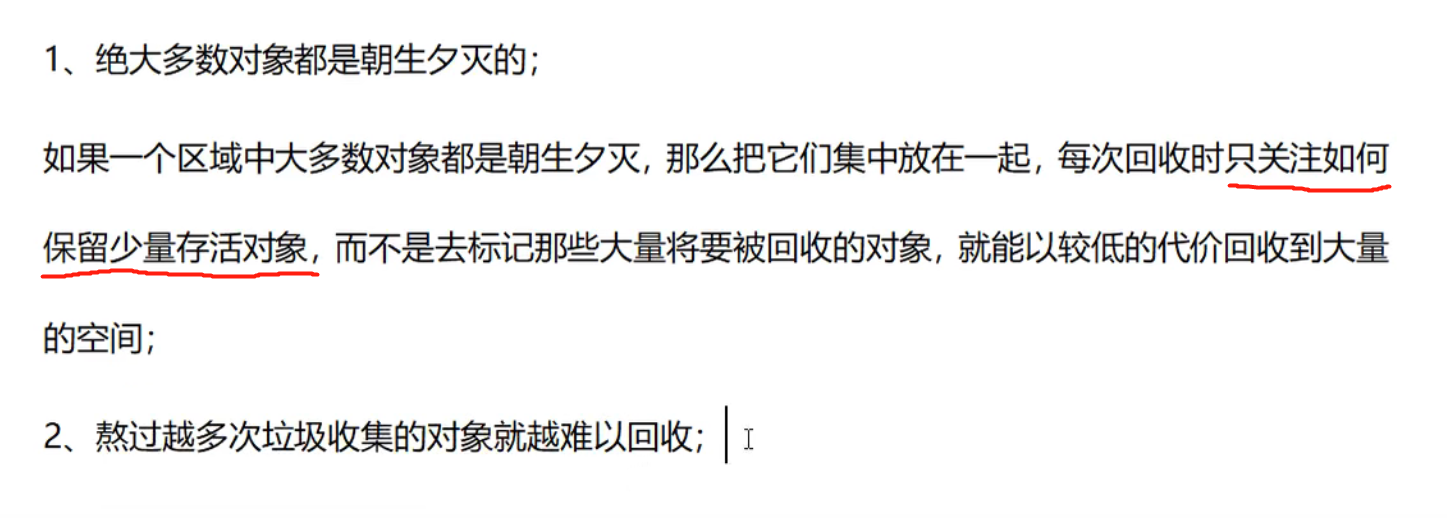 1、绝大多数对象都是朝生夕灭的；
如果一个区域中大多数对象都是朝生夕灭，那么把它们集中放在一起，每次回收时只关注如何
保留少量存活对象，而不是去标记那些大量将要被回收的对象，就能以较低的代价回收到大量
的空间；
2、熬过越多次垃圾收集的对象就越难以回收；